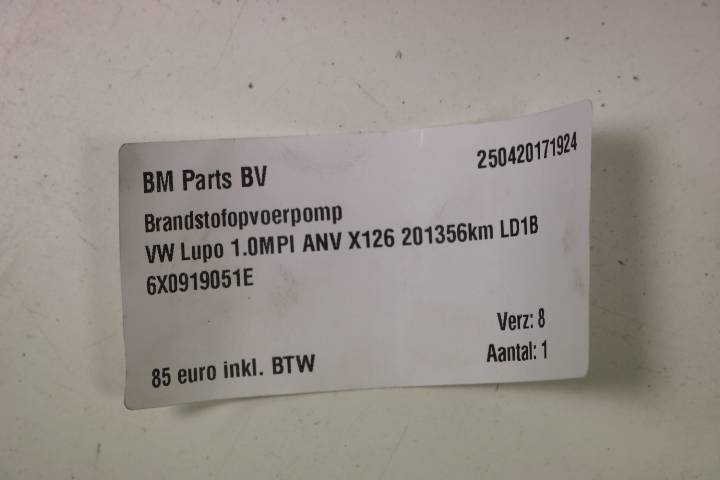 BM Parts BV
250420171924
Brandstofopvoerpomp
VW Lupo 1.0MPI ANV X126 201356km LD1B
6X0919051E
Verz: 8
85 euro inkl. BTW
Aantal: 1